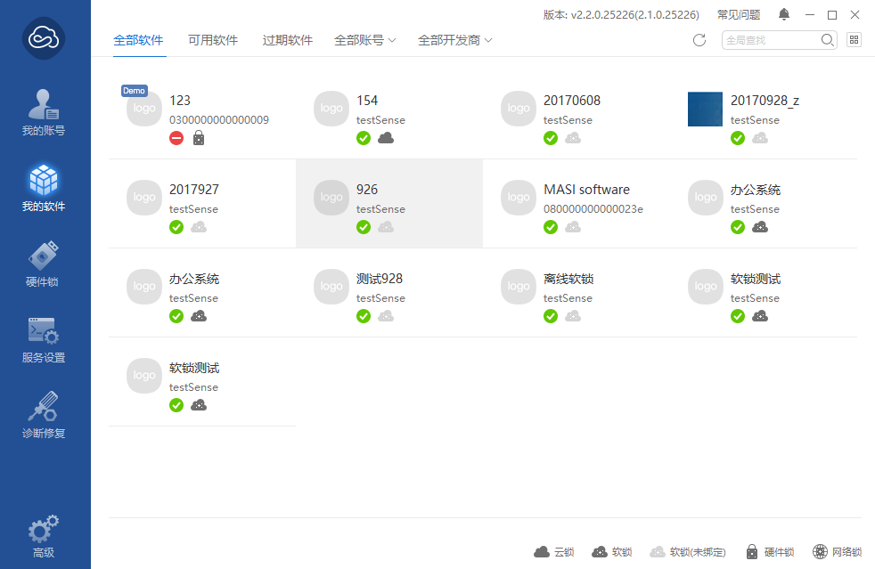 版本: v2.2.0.25226(2.1.0.25226) 常见问题
全部软件 可用软件 过期软件 全部账号 全部开发商 全局查找
我的账号
我的软件
硬件锁
服务设置
诊断修复
高级
Demo
logo 123
0300000000000009
logo 154
testSense
logo 20170608
testSense
20170928_z
testSense
logo 2017927
testSense
logo 926
testSense
logo MASI software
080000000000023e
logo 办公系统
testSense
logo 办公系统
testSense
logo 测试928
testSense
logo 离线软锁
testSense
logo 软锁测试
testSense
logo 软锁测试
testSense
云锁 软锁 软锁(未绑定) 硬件锁 网络锁